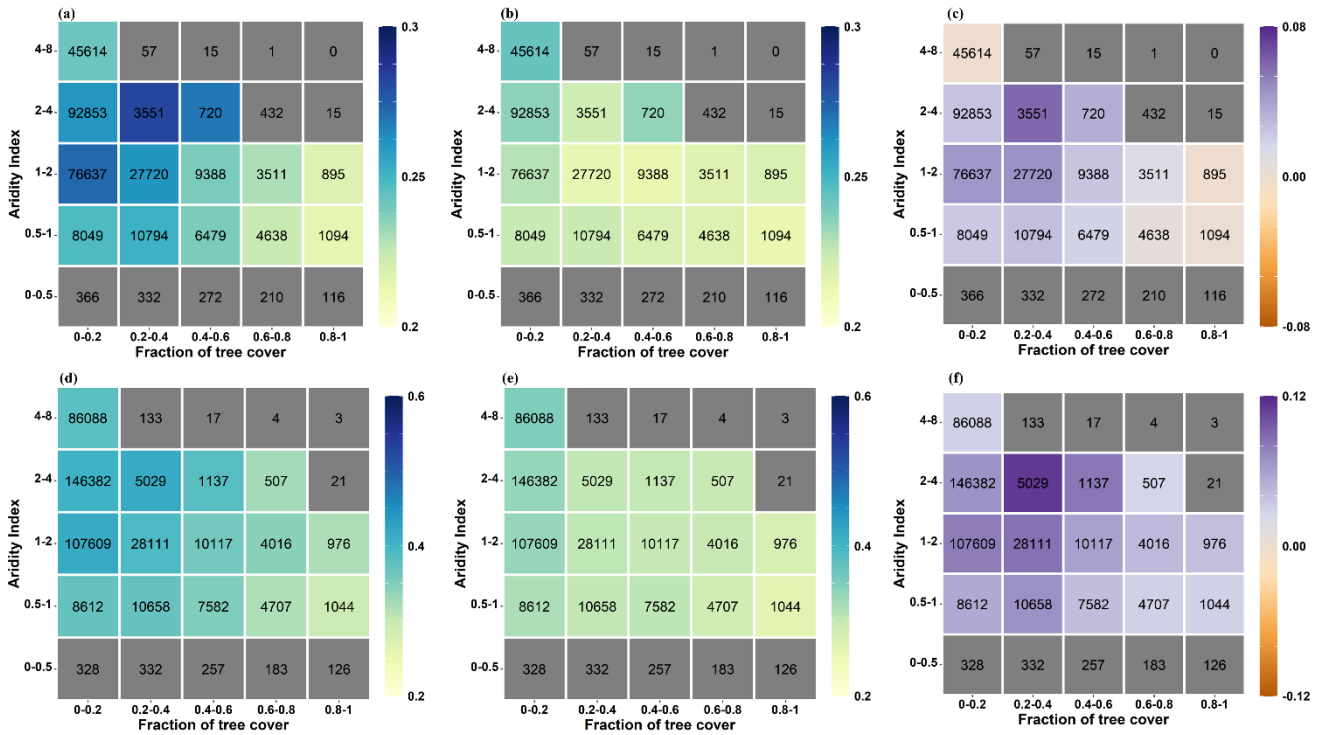 (a)
0.3
0.25
0.2
Aridity Index
4-8
45614 57 15 1 0
2-4
92853 3551 720 432 15
1-2
76637 27720 9388 3511 895
0.5-1
8049 10794 6479 4638 1094
0-0.5
366 332 272 210 116
0-0.2 0.2-0.4 0.4-0.6 0.6-0.8 0.8-1
Fraction of tree cover
(b)
0.3
0.25
0.2
Aridity Index
4-8
45614 57 15 1 0
2-4
92853 3551 720 432 15
1-2
76637 27720 9388 3511 895
0.5-1
8049 10794 6479 4638 1094
0-0.5
366 332 272 210 116
0-0.2 0.2-0.4 0.4-0.6 0.6-0.8 0.8-1
Fraction of tree cover
(c)
0.08
0.00
-0.08
Aridity Index
4-8
45614 57 15 1 0
2-4
92853 3551 720 432 15
1-2
76637 27720 9388 3511 895
0.5-1
8049 10794 6479 4638 1094
0-0.5
366 332 272 210 116
0-0.2 0.2-0.4 0.4-0.6 0.6-0.8 0.8-1
Fraction of tree cover
(d)
0.6
0.4
0.2
Aridity Index
4-8
86088 133 17 4 3
2-4
146382 5029 1137 507 21
1-2
107609 28111 10117 4016 976
0.5-1
8612 10658 7582 4707 1044
0-0.5
328 332 257 183 126
0-0.2 0.2-0.4 0.4-0.6 0.6-0.8 0.8-1
Fraction of tree cover
(e)
0.6
0.4
0.2
Aridity Index
4-8
86088 133 17 4 3
2-4
146382 5029 1137 507 21
1-2
107609 28111 10117 4016 976
0.5-1
8612 10658 7582 4707 1044
0-0.5
328 332 257 183 126
0-0.2 0.2-0.4 0.4-0.6 0.6-0.8 0.8-1
Fraction of tree cover
(f)
0.12
0.00
-0.12
Aridity Index
4-8
86088 133 17 4 3
2-4
146382 5029 1137 507 21
1-2
107609 28111 10117 4016 976
0.5-1
8612 10658 7582 4707 1044
0-0.5
328 332 257 183 126
0-0.2 0.2-0.4 0.4-0.6 0.6-0.8 0.8-1
Fraction of tree cover